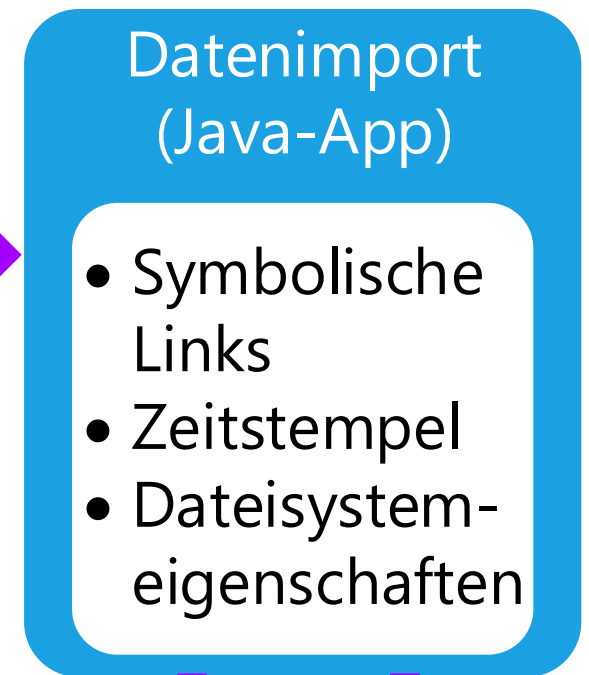 Datenimport
(Java-App)
• Symbolische
Links
• Zeitstempel
• Dateisystem-
eigenschaften